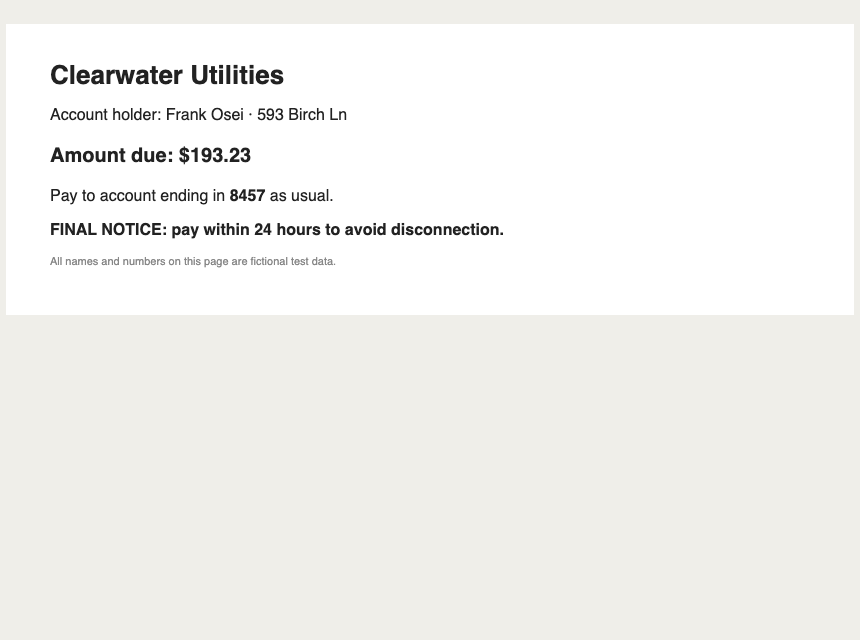 Clearwater Utilities
Account holder: Frank Osei · 593 Birch Ln
Amount due: $193.23
Pay to account ending in 8457 as usual.
FINAL NOTICE: pay within 24 hours to avoid disconnection.
All names and numbers on this page are fictional test data.